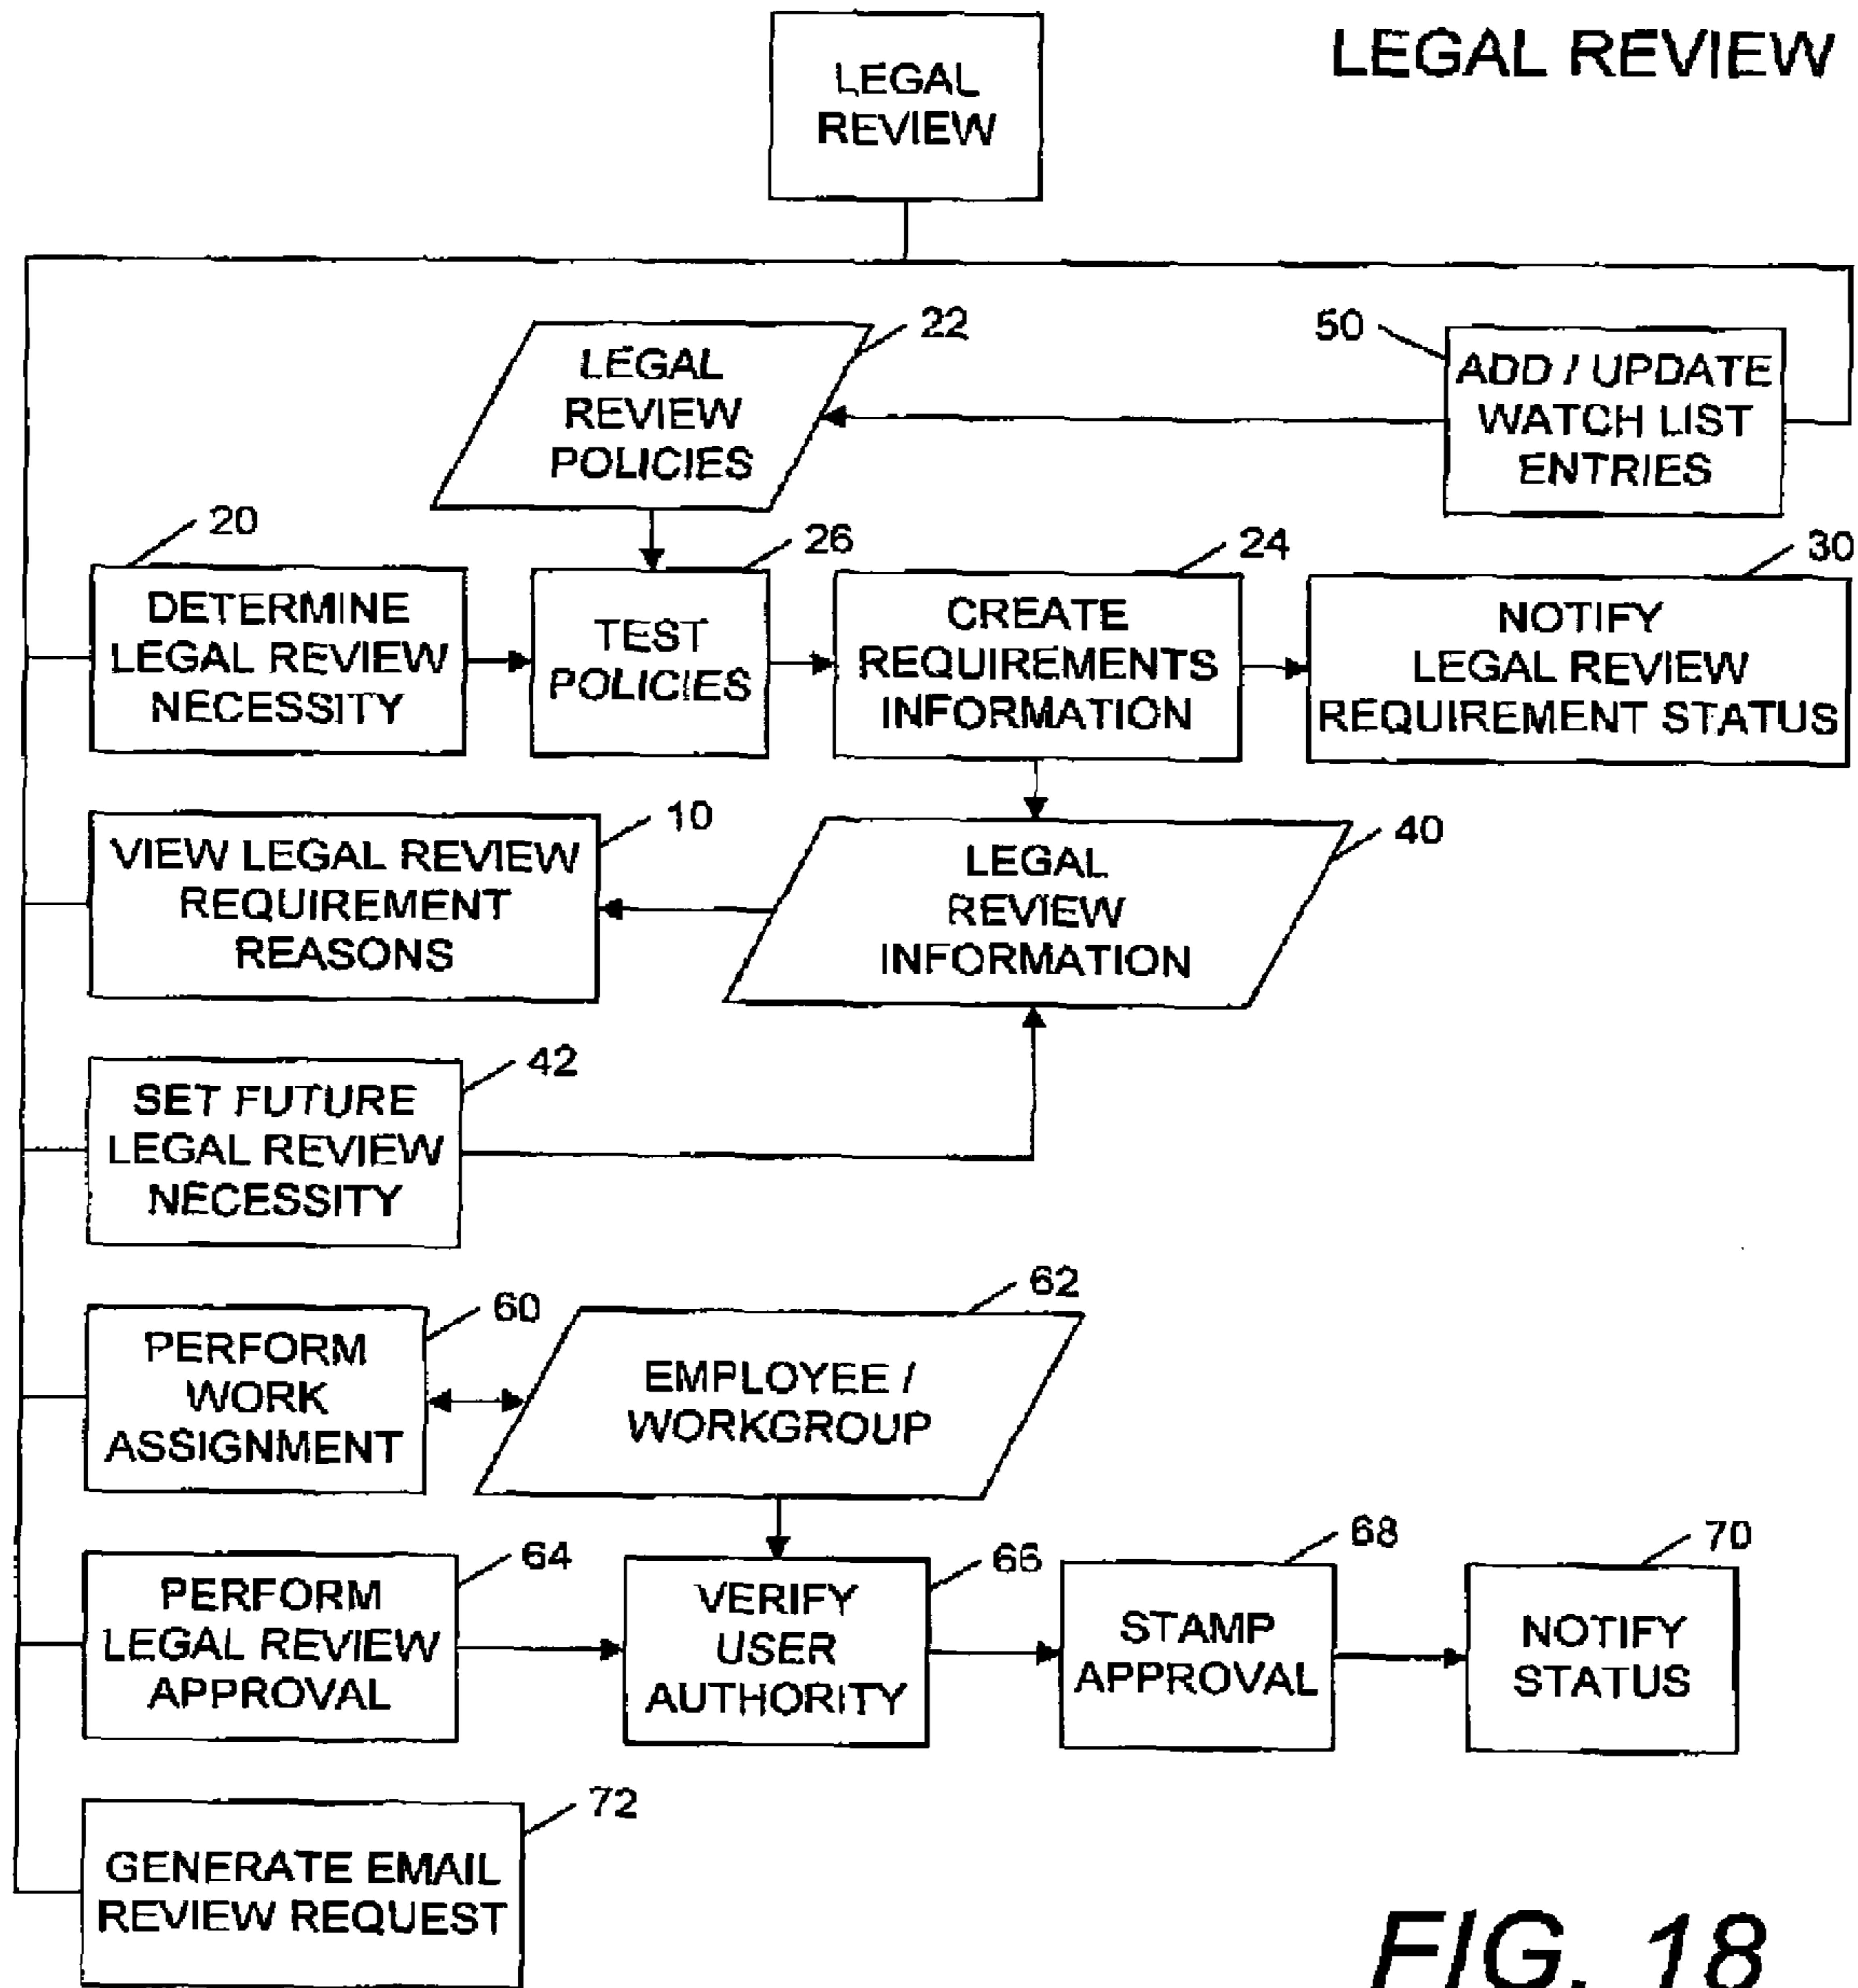 LEGAL REVIEW
LEGAL
REVIEW
22
LEGAL
REVIEW
POLICIES
50
ADD / UPDATE
WATCH LIST
ENTRIES
20
DETERMINE
LEGAL REVIEW
NECESSITY
26
TEST
POLICIES
24
CREATE
REQUIREMENTS
INFORMATION
30
NOTIFY
LEGAL REVIEW
REQUIREMENT STATUS
10
VIEW LEGAL REVIEW
REQUIREMENT
REASONS
40
LEGAL
REVIEW
INFORMATION
42
SET FUTURE
LEGAL REVIEW
NECESSITY
60
PERFORM
WORK
ASSIGNMENT
62
EMPLOYEE /
WORKGROUP
64
PERFORM
LEGAL REVIEW
APPROVAL
66
VERIFY
USER
AUTHORITY
68
STAMP
APPROVAL
70
NOTIFY
STATUS
72
GENERATE EMAIL
REVIEW REQUEST
FIG. 18